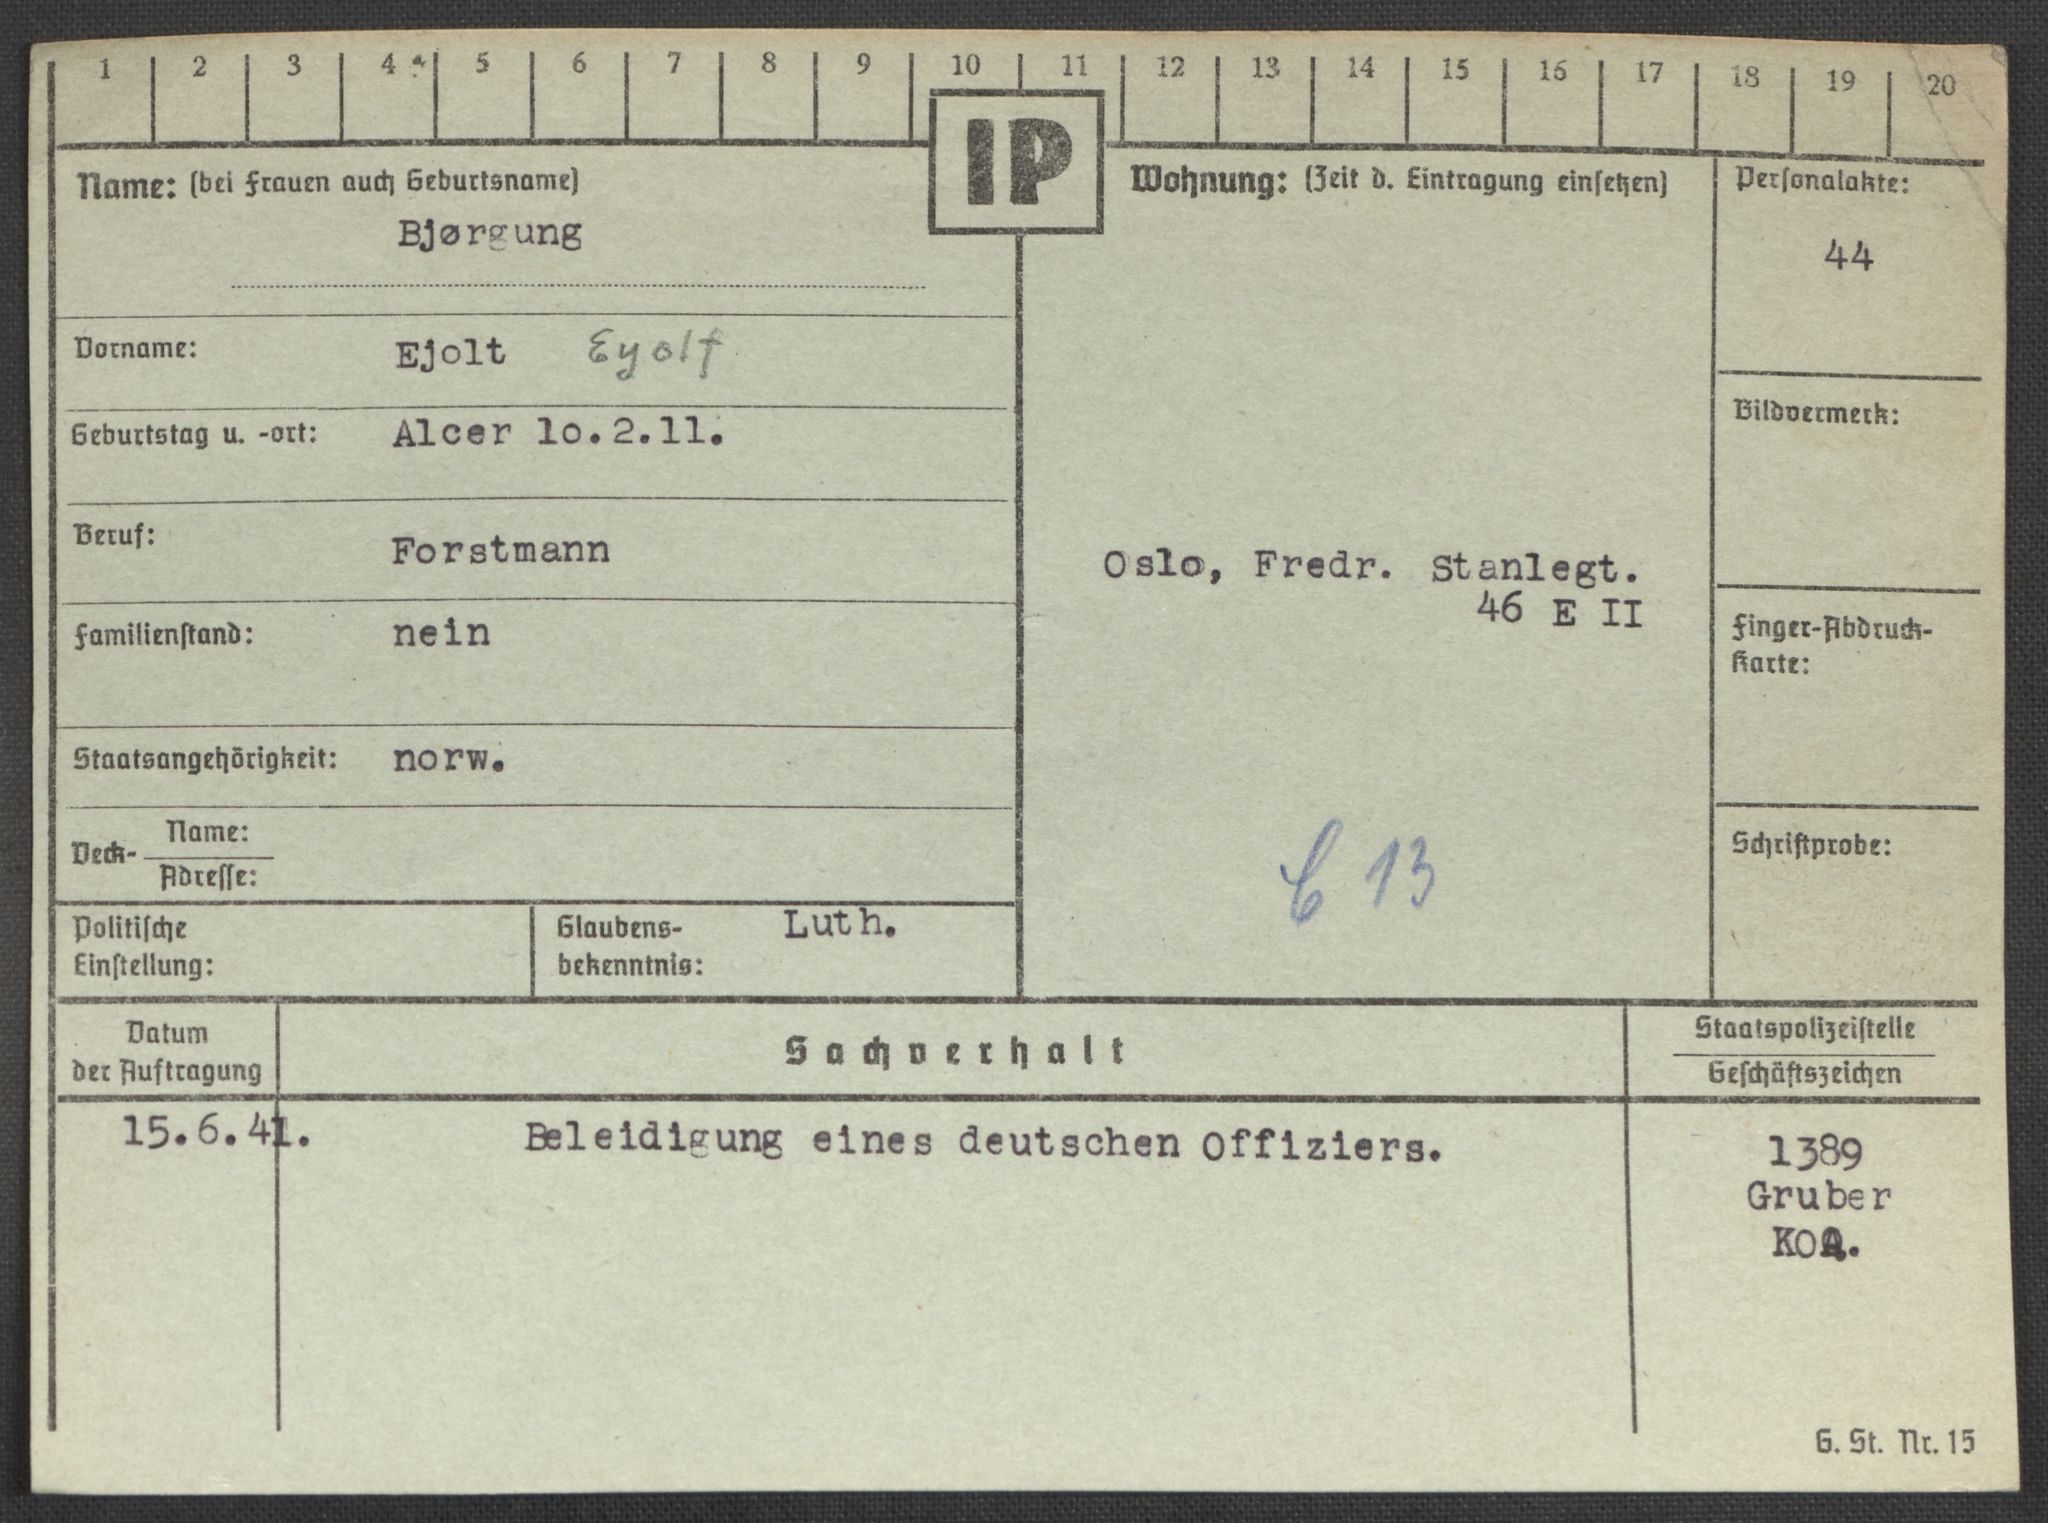 1 2 3 4 5 6 7 8 9 10 11 12 13 14 15 16 17 18 19 20
IP
Name: (bei Frauen auch Geburtsname)
Bjørgung
Vorname: Ejolt Eyolf
Geburtstag u. -ort: Alcer lo.2.11.
Beruf: Forstmann
Familienstand: nein
Staatsangehörigkeit: norw.
Deck- Name:
Adresse:
Politische
Einstellung:
Glaubens- Luth.
bekenntnis:
Wohnung: (Zeit d. Eintragung einsetzen)
Oslo, Fredr. Stanlegt.
46 E II
C 13
Personalakte:
44
Bildvermerk:
Finger-Abdruck-
Karte:
Schriftprobe:
Datum
der Auftragung
Sachverhalt
Staatspolizeistelle
Geschäftszeichen
15.6.41. Beleidigung eines deutschen Offiziers. 1389
Gruber
G. St. Nr. 15